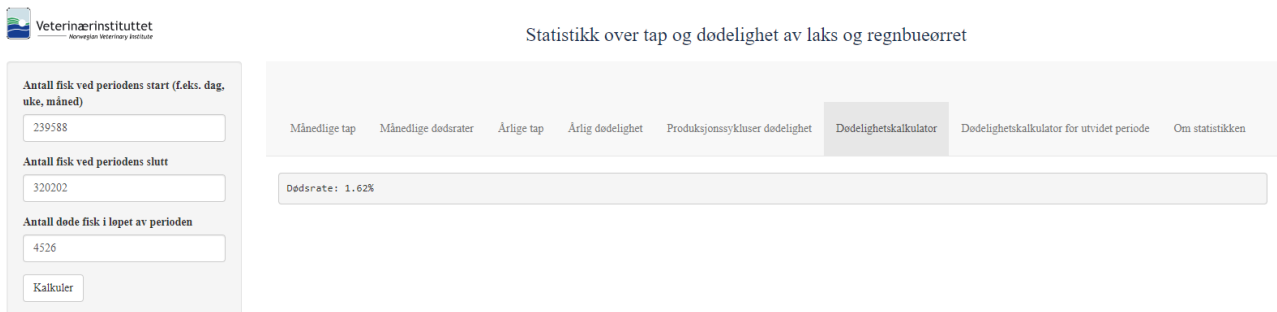 Veterinærinstituttet
Norwegian Veterinary Institute
Statistikk over tap og dødelighet av laks og regnbueørret
Antall fisk ved periodens start (f.eks. dag,
uke, måned)
239588
Antall fisk ved periodens slutt
320202
Antall døde fisk i løpet av perioden
4526
Kalkuler
Månedlige tap
Månedlige dødsrater
Årlige tap
Årlig dødelighet
Produksjonssykluser dødelighet
Dødelighetskalkulator
Dødelighetskalkulator for utvidet periode
Om statistikken
Dødsrate: 1.62%